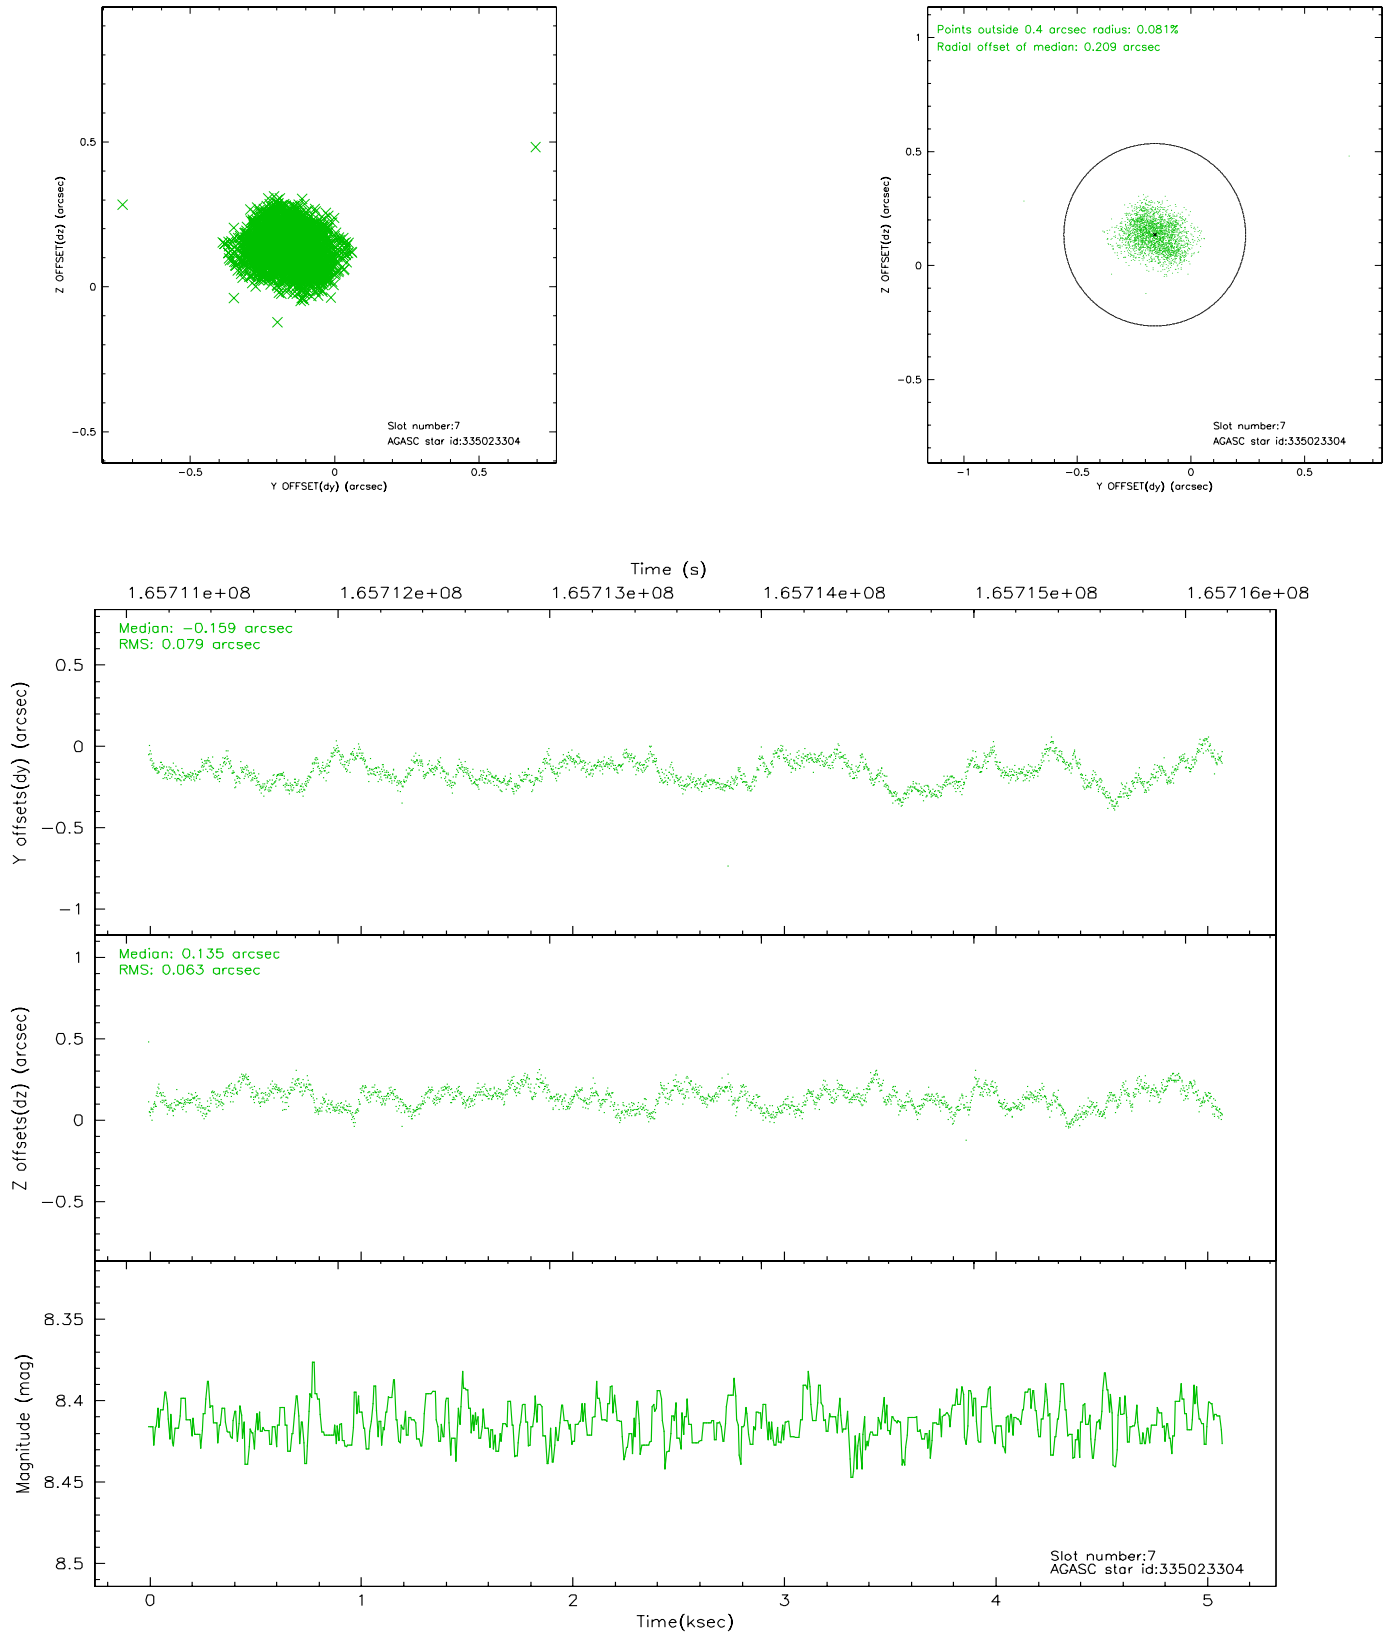 0.5
0
−0.5
Z OFFSET(dz) (arcsec)
Slot number:7
AGASC star id:335023304
−0.5 0 0.5
Y OFFSET(dy) (arcsec)
Points outside 0.4 arcsec radius: 0.081%
Radial offset of median: 0.209 arcsec
1
0.5
0
−0.5
Z OFFSET(dz) (arcsec)
Slot number:7
AGASC star id:335023304
−1 −0.5 0 0.5
Y OFFSET(dy) (arcsec)
Time (s)
1.65711e+08 1.65712e+08 1.65713e+08 1.65714e+08 1.65715e+08 1.65716e+08
Median: −0.159 arcsec
RMS: 0.079 arcsec
0.5
0
−0.5
−1
Y offsets(dy) (arcsec)
Median: 0.135 arcsec
RMS: 0.063 arcsec
1
0.5
0
−0.5
Z offsets(dz) (arcsec)
8.35
8.4
8.45
8.5
Magnitude (mag)
Slot number:7
AGASC star id:335023304
0 1 2 3 4 5
Time(ksec)